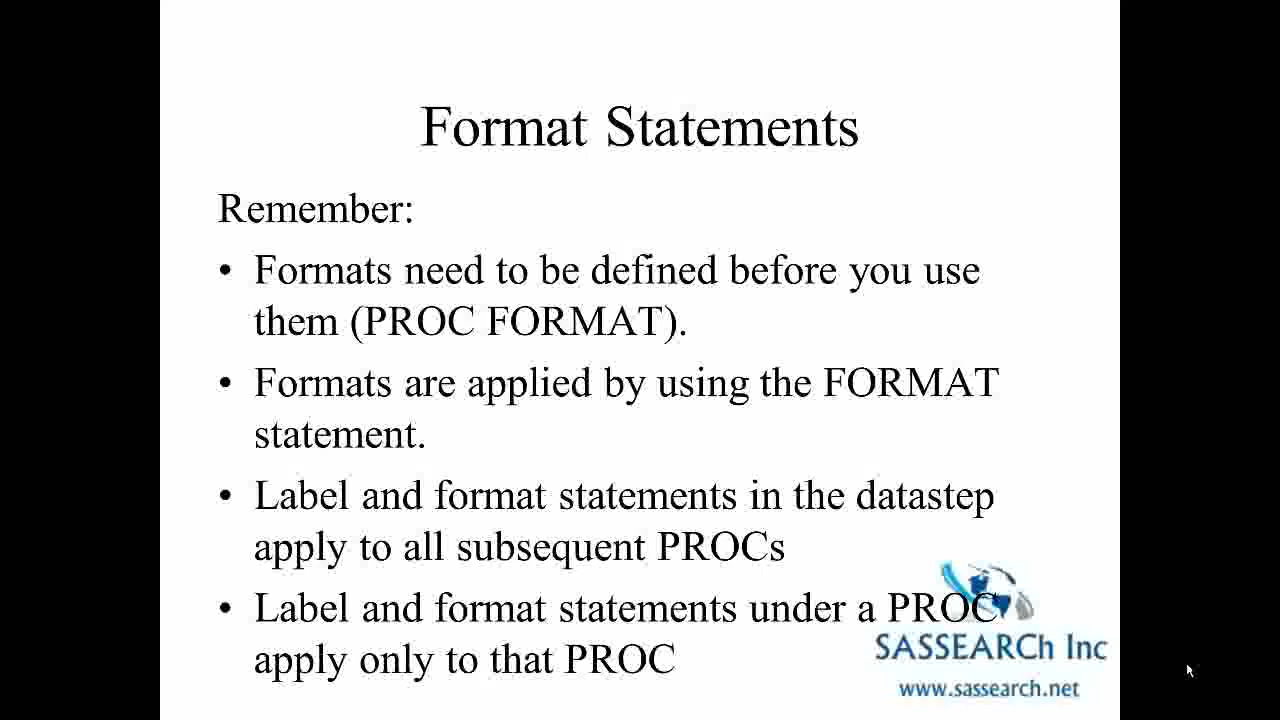 Format Statements
Remember:
• Formats need to be defined before you use
them (PROC FORMAT).
• Formats are applied by using the FORMAT
statement.
• Label and format statements in the datastep
apply to all subsequent PROCs
• Label and format statements under a PROC
apply only to that PROC
SASSEARCh Inc
www.sassearch.net